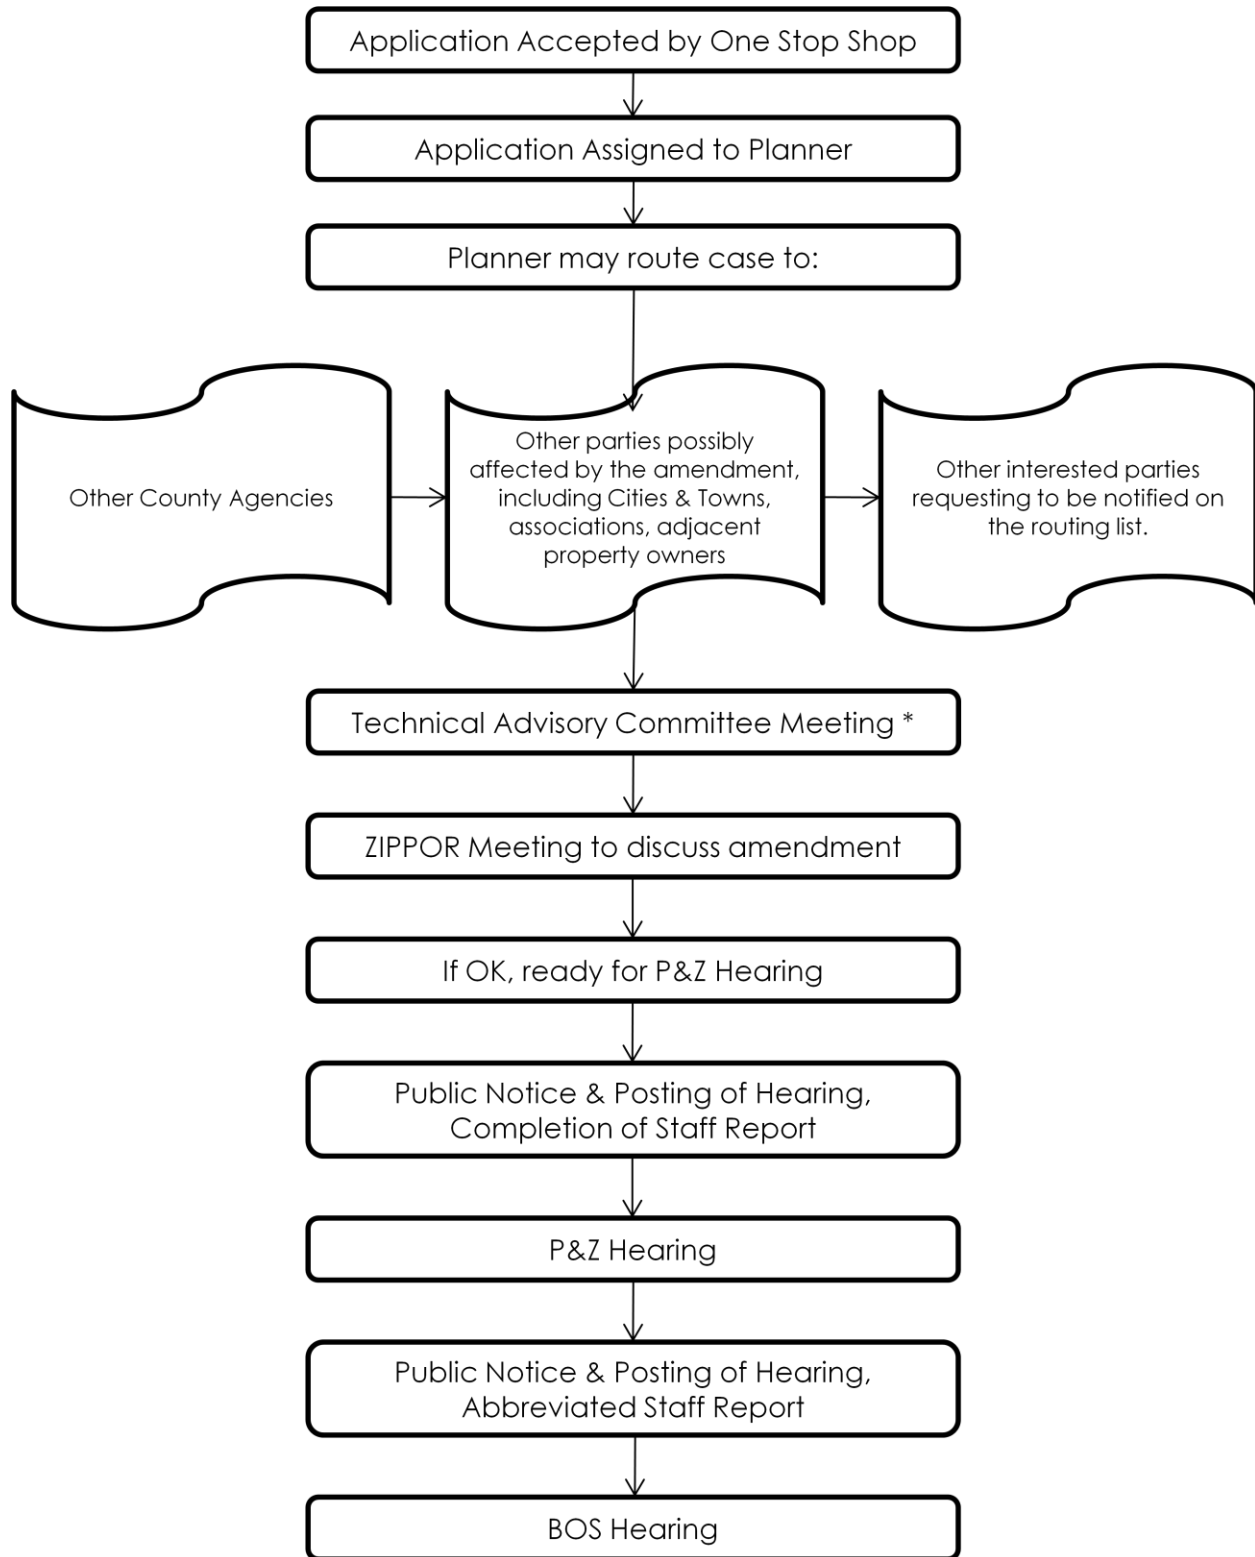 Application Accepted by One Stop Shop
Application Assigned to Planner
Planner may route case to:
Other County Agencies
Other parties possibly
affected by the amendment,
including Cities & Towns,
associations, adjacent
property owners
Other interested parties
requesting to be notified on
the routing list.
Technical Advisory Committee Meeting *
ZIPPOR Meeting to discuss amendment
If OK, ready for P&Z Hearing
Public Notice & Posting of Hearing,
Completion of Staff Report
P&Z Hearing
Public Notice & Posting of Hearing,
Abbreviated Staff Report
BOS Hearing